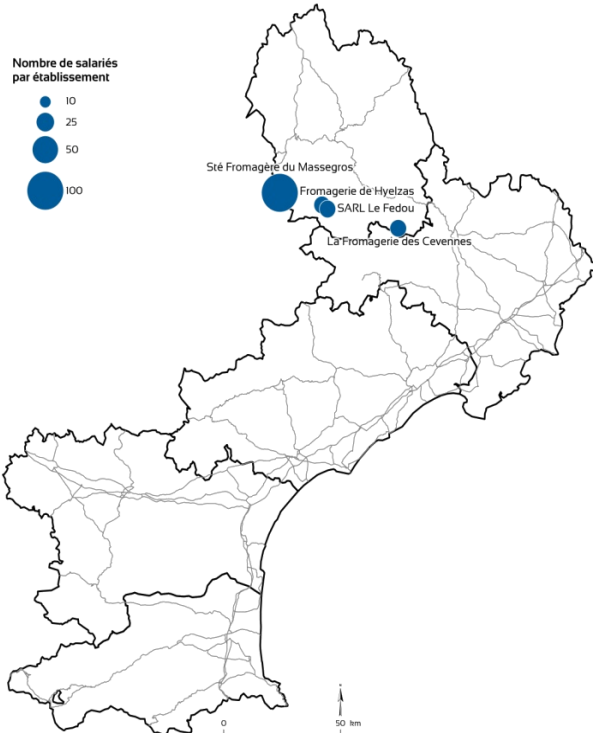 Nombre de salariés
par établissement
10
25
50
100
Sté Fromagère du Massegros
Fromagerie de Hyelzas
SARL Le Fedou
La Fromagerie des Cevennes
0
50 km